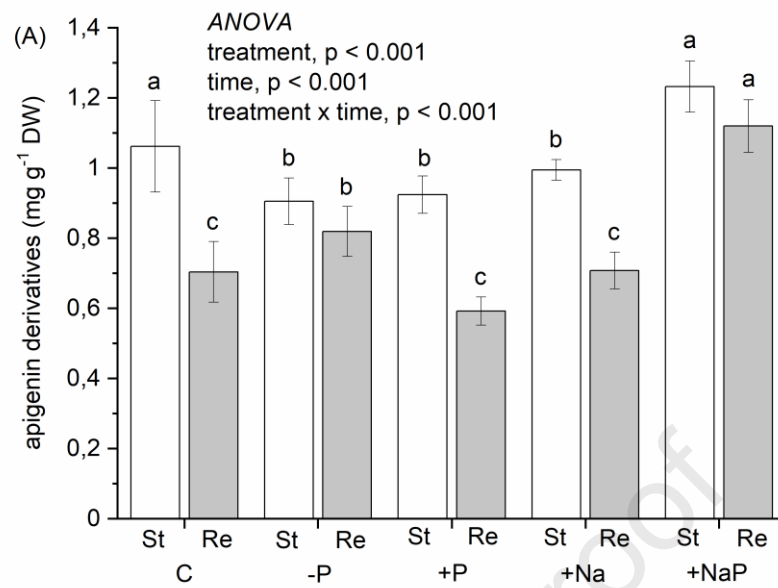 (A)
ANOVA
treatment, p < 0.001
time, p < 0.001
treatment x time, p < 0.001
apigenin derivatives (mg g⁻¹ DW)
1,4
1,2
1
0,8
0,6
0,4
0,2
0
a
c
b
b
b
c
b
c
a
a
St Re St Re St Re St Re St Re
C -P +P +Na +NaP
roof